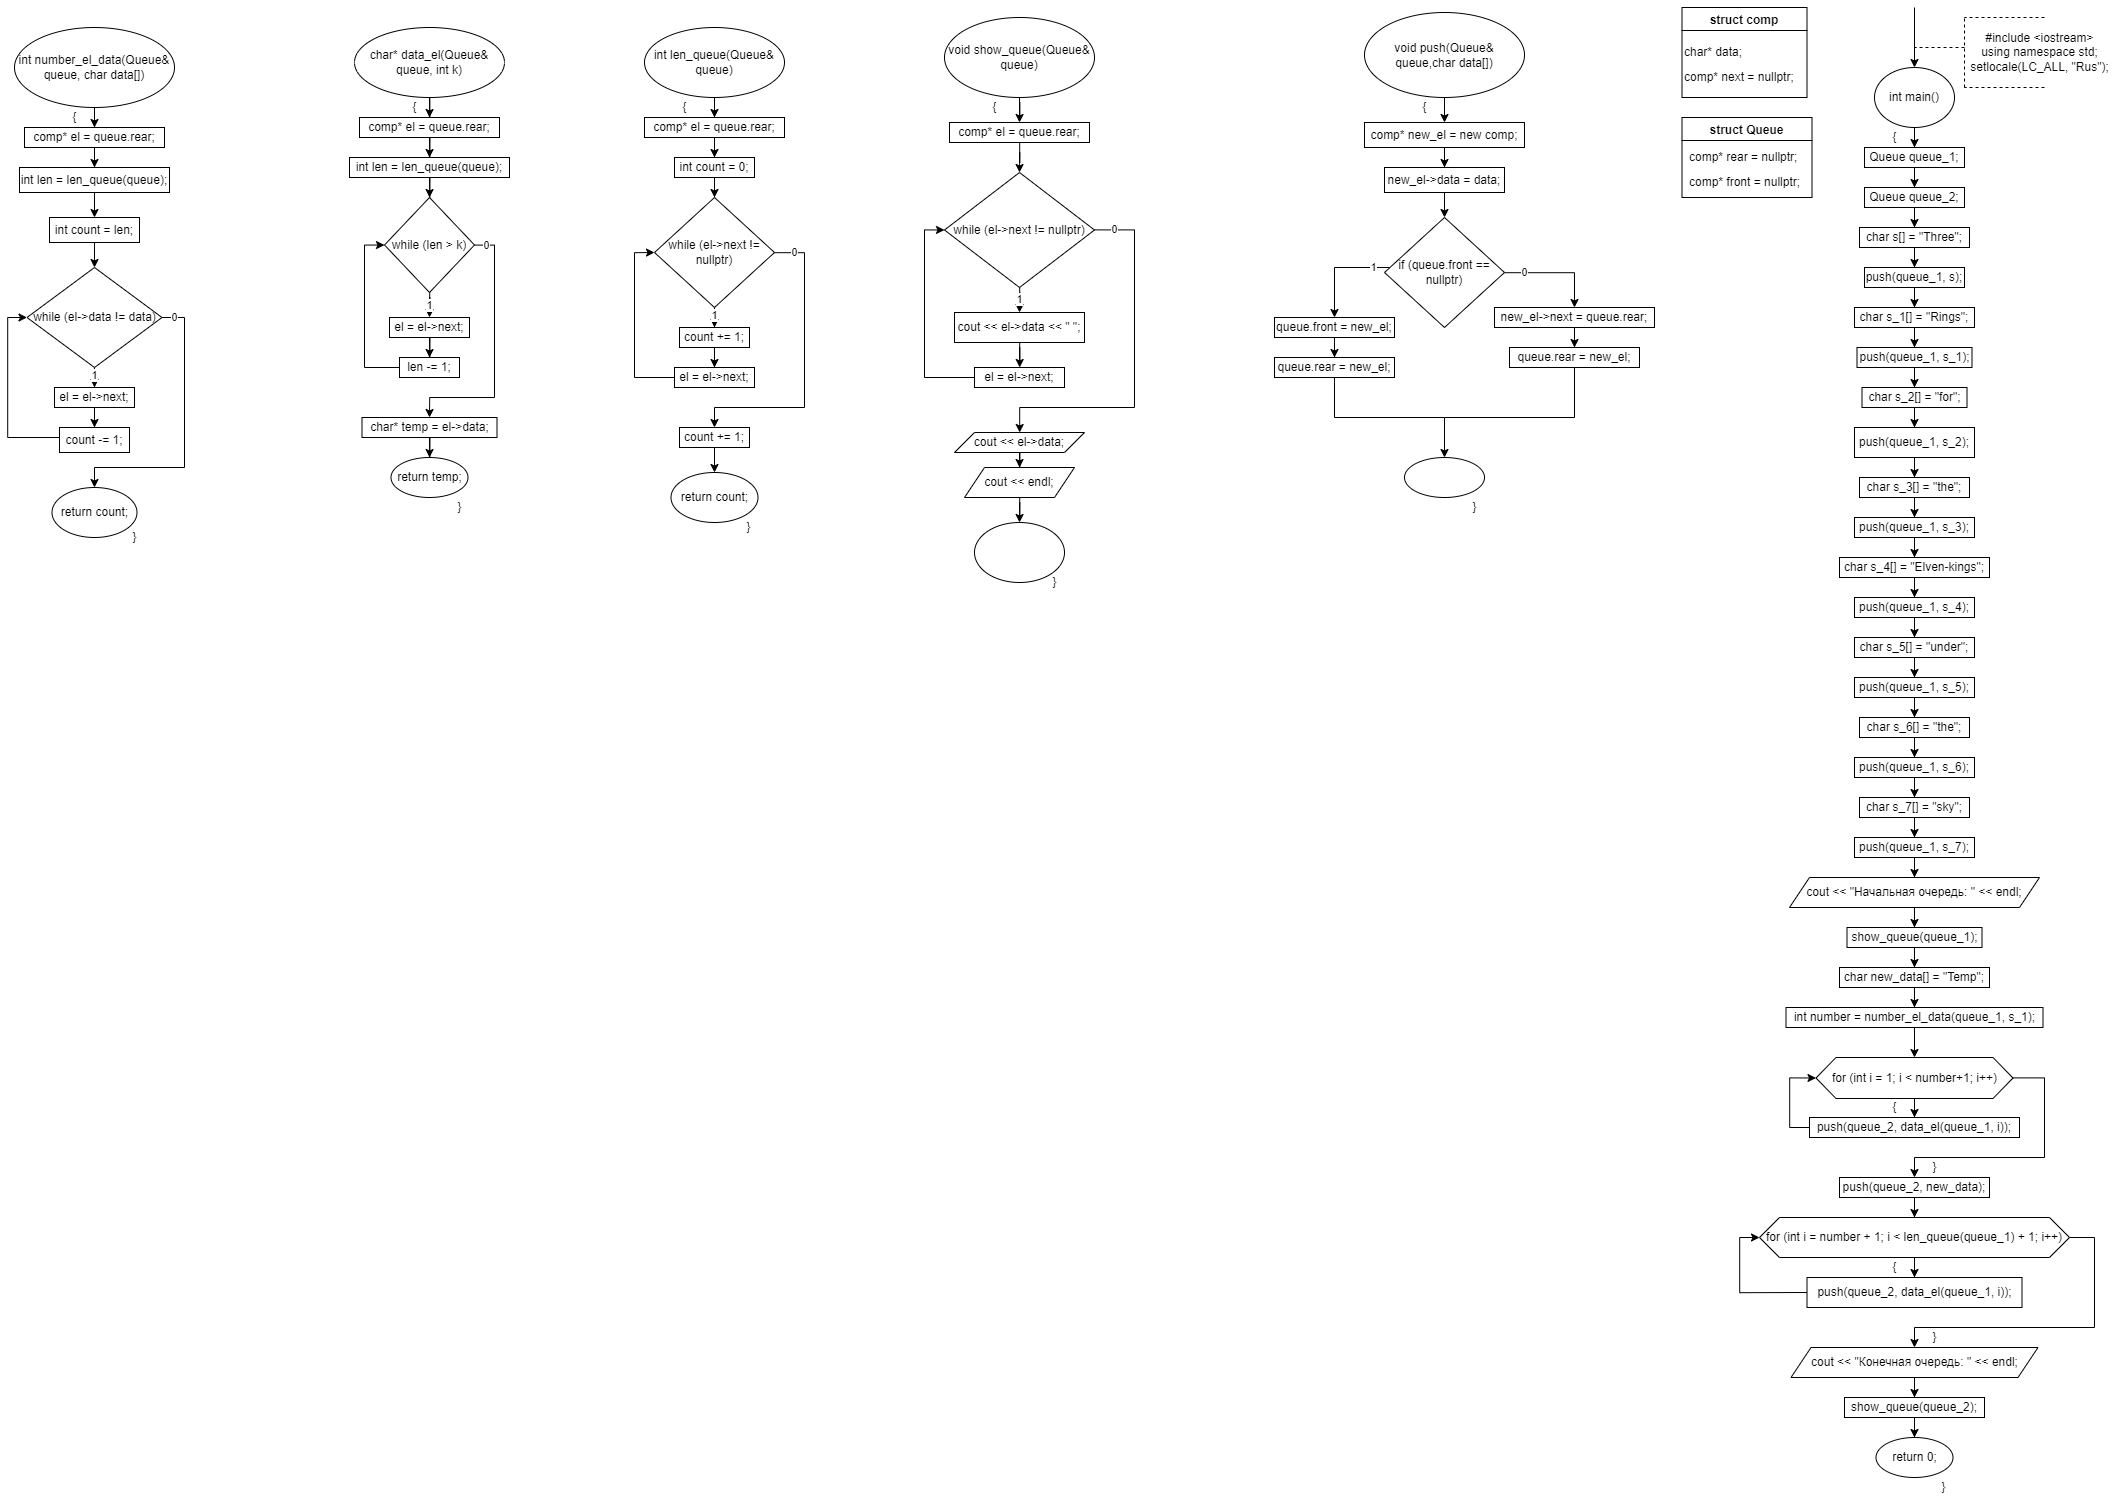 int number_el_data(Queue&
queue, char data[])
{
comp* el = queue.rear;
int len = len_queue(queue);
int count = len;
while (el->data != data)
0
1
el = el->next;
count -= 1;
return count;
}
char* data_el(Queue&
queue, int k)
{
comp* el = queue.rear;
int len = len_queue(queue);
while (len > k)
0
1
el = el->next;
len -= 1;
char* temp = el->data;
return temp;
}
int len_queue(Queue&
queue)
{
comp* el = queue.rear;
int count = 0;
while (el->next !=
nullptr)
0
1
count += 1;
el = el->next;
count += 1;
return count;
}
void show_queue(Queue&
queue)
{
comp* el = queue.rear;
while (el->next != nullptr)
0
1
cout << el->data << " ";
el = el->next;
cout << el->data;
cout << endl;
}
void push(Queue&
queue,char data[])
{
comp* new_el = new comp;
new_el->data = data;
if (queue.front ==
nullptr)
1
0
queue.front = new_el;
queue.rear = new_el;
new_el->next = queue.rear;
queue.rear = new_el;
}
struct comp
char* data;
comp* next = nullptr;
struct Queue
comp* rear = nullptr;
comp* front = nullptr;
#include <iostream>
using namespace std;
setlocale(LC_ALL, "Rus");
int main()
{
Queue queue_1;
Queue queue_2;
char s[] = "Three";
push(queue_1, s);
char s_1[] = "Rings";
push(queue_1, s_1);
char s_2[] = "for";
push(queue_1, s_2);
char s_3[] = "the";
push(queue_1, s_3);
char s_4[] = "Elven-kings";
push(queue_1, s_4);
char s_5[] = "under";
push(queue_1, s_5);
char s_6[] = "the";
push(queue_1, s_6);
char s_7[] = "sky";
push(queue_1, s_7);
cout << "Начальная очередь: " << endl;
show_queue(queue_1);
char new_data[] = "Temp";
int number = number_el_data(queue_1, s_1);
for (int i = 1; i < number+1; i++)
{
push(queue_2, data_el(queue_1, i));
}
push(queue_2, new_data);
for (int i = number + 1; i < len_queue(queue_1) + 1; i++)
{
push(queue_2, data_el(queue_1, i));
}
cout << "Конечная очередь: " << endl;
show_queue(queue_2);
return 0;
}